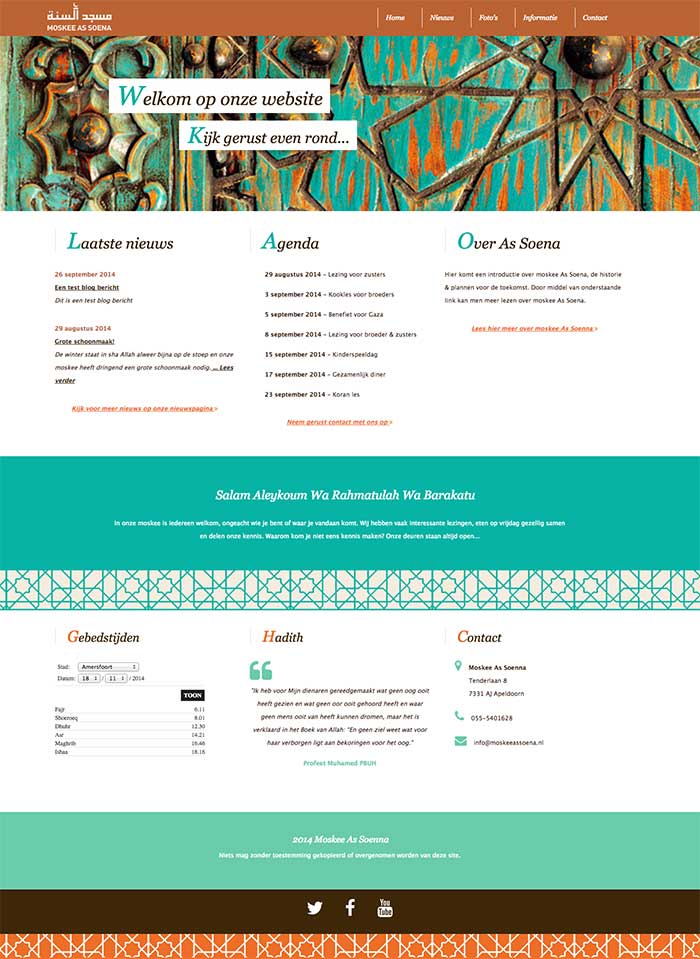 مسجد ألسنة
MOSKEE AS SOENA
Home
Nieuws
Foto's
Informatie
Contact
Welkom op onze website
Kijk gerust even rond...
Laatste nieuws
26 september 2014
Een test blog bericht
Dit is een test blog bericht
29 augustus 2014
Grote schoonmaak!
De winter staat in sha Allah alweer bijna op de stoep en onze
moskee heeft dringend een grote schoonmaak nodig. ... Lees
verder
Kijk voor meer nieuws op onze nieuwspagina >
Agenda
29 augustus 2014 – Lezing voor zusters
3 september 2014 – Kookles voor broeders
5 september 2014 – Benefiet voor Gaza
8 september 2014 – Lezing voor broeder & zusters
15 september 2014 – Kinderspeeldag
17 september 2014 – Gezamenlijk diner
23 september 2014 – Koran les
Neem gerust contact met ons op >
Over As Soena
Hier komt een introductie over moskee As Soena, de historie
& plannen voor de toekomst. Door middel van onderstaande
link kan men meer lezen over moskee As Soena.
Lees hier meer over moskee As Soenna >
Salam Aleykoum Wa Rahmatulah Wa Barakatu
In onze moskee is iedereen welkom, ongeacht wie je bent of waar je vandaan komt. Wij hebben vaak interessante lezingen, eten op vrijdag gezellig samen
en delen onze kennis. Waarom kom je niet eens kennis maken? Onze deuren staan altijd open...
Gebedstijden
Stad: Amersfoort
Datum: 18 / 11 / 2014
TOON
Fajr 6.11
Shoeroeq 8.01
Dhuhr 12.30
Asr 14.21
Maghrib 16.46
Ishaa 18.18
Hadith
"Ik heb voor Mijn dienaren gereedgemaakt wat geen oog ooit
heeft gezien en wat geen oor ooit gehoord heeft en waar
geen mens ooit van heeft kunnen dromen, maar het is
verklaard in het Boek van Allah: "En geen ziel weet wat voor
haar verborgen ligt aan bekoringen voor het oog."
Profeet Muhamed PBUH
Contact
Moskee As Soenna
Tenderlaan 8
7331 AJ Apeldoorn
055-5401628
info@moskeeassoena.nl
2014 Moskee As Soenna
Niets mag zonder toestemming gekopieerd of overgenomen worden van deze site.
You
Tube